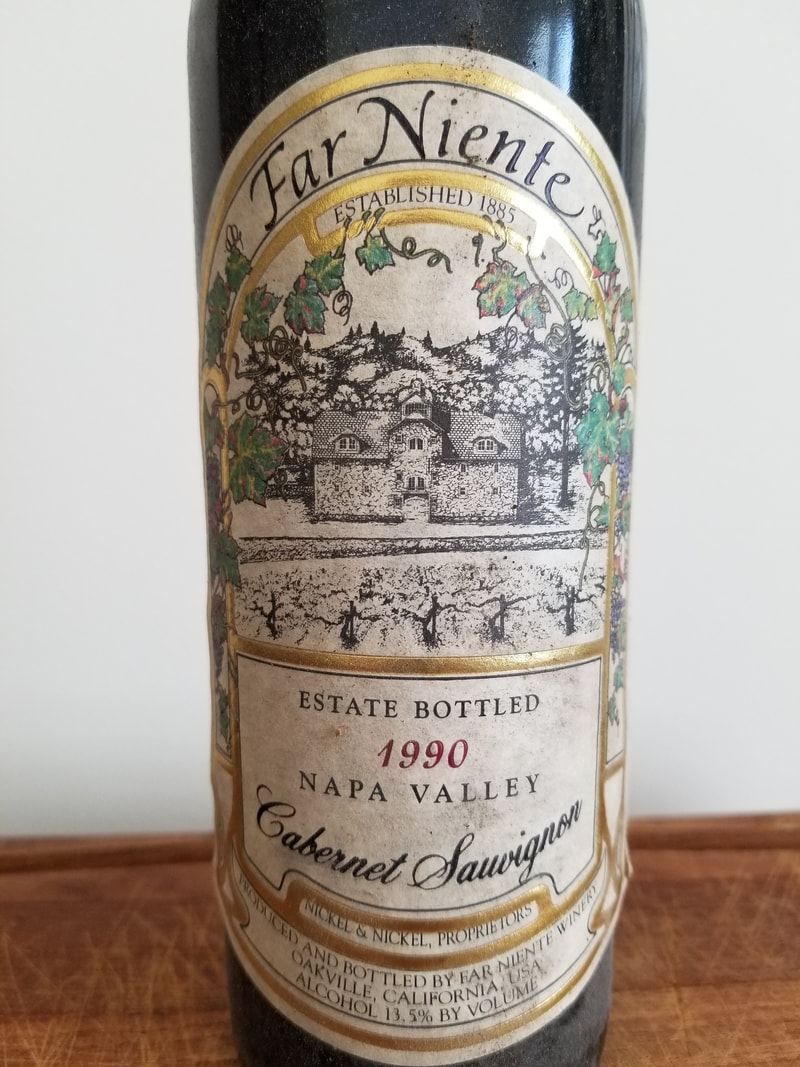 Far Niente
ESTABLISHED 1885
ESTATE BOTTLED
1990
NAPA VALLEY
Cabernet Sauvignon
NICKEL & NICKEL, PROPRIETORS
PRODUCED AND BOTTLED BY FAR NIENTE WINERY
OAKVILLE, CALIFORNIA, USA
ALCOHOL 13.5% BY VOLUME